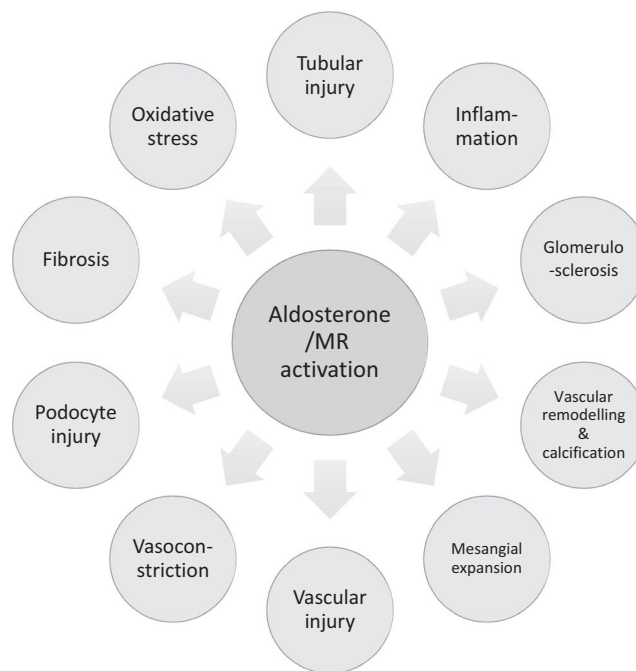 Tubular
injury
Inflam-
mation
Glomerulo
-sclerosis
Vascular
remodelling
&
calcification
Mesangial
expansion
Vascular
injury
Vasocon-
striction
Podocyte
injury
Fibrosis
Oxidative
stress
Aldosterone
/MR
activation